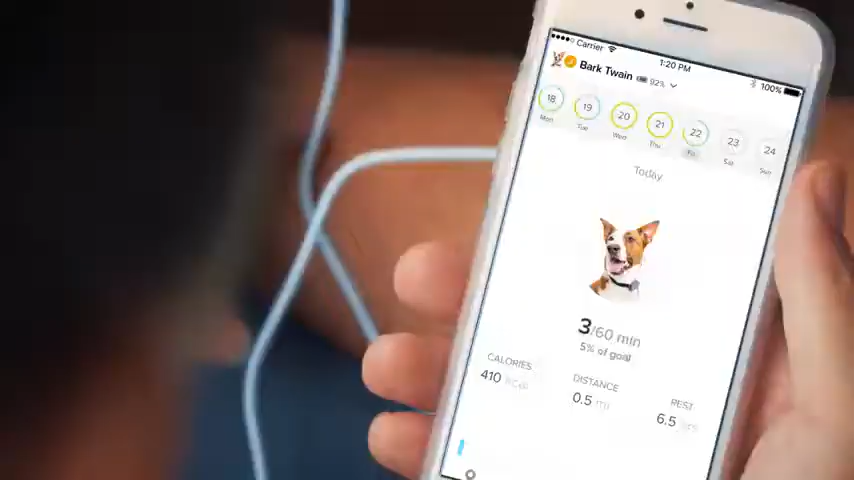 Carrier
1:20 PM
100%
Bark Twain 92%
18 19 20 21 22 23 24
Mon Tue Wed Thu Fri Sat Sun
Today
3/60 min
5% of goal
CALORIES DISTANCE REST
410 kcal 0.5 mi 6.5 hrs